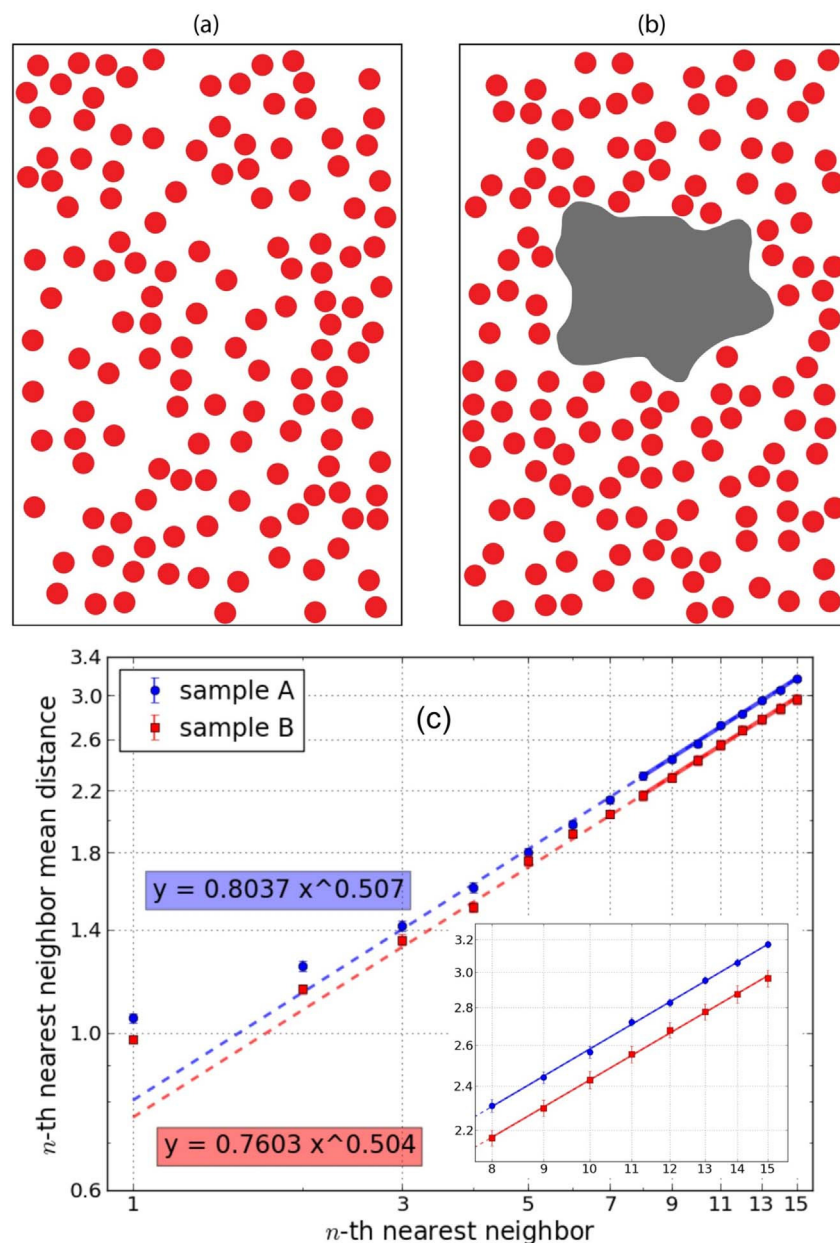 (a)
(b)
3.4
3.0
2.6
2.2
1.8
1.4
1.0
0.6
n-th nearest neighbor mean distance
sample A
sample B
(c)
y = 0.8037 x^0.507
y = 0.7603 x^0.504
3.2
3.0
2.8
2.6
2.4
2.2
8 9 10 11 12 13 14 15
1 3 5 7 9 11 13 15
n-th nearest neighbor